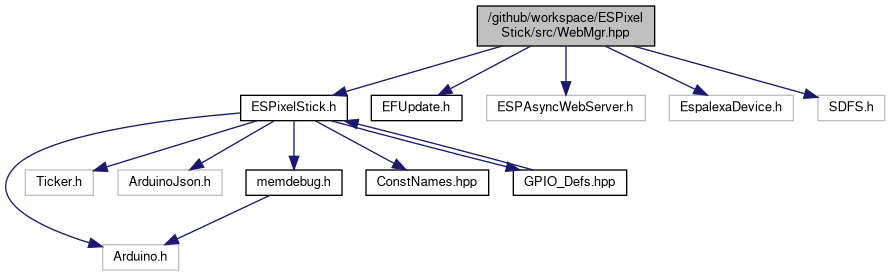 /github/workspace/ESPixel
Stick/src/WebMgr.hpp
ESPixelStick.h
EFUpdate.h
ESPAsyncWebServer.h
EspalexaDevice.h
SDFS.h
Ticker.h
ArduinoJson.h
memdebug.h
ConstNames.hpp
GPIO_Defs.hpp
Arduino.h